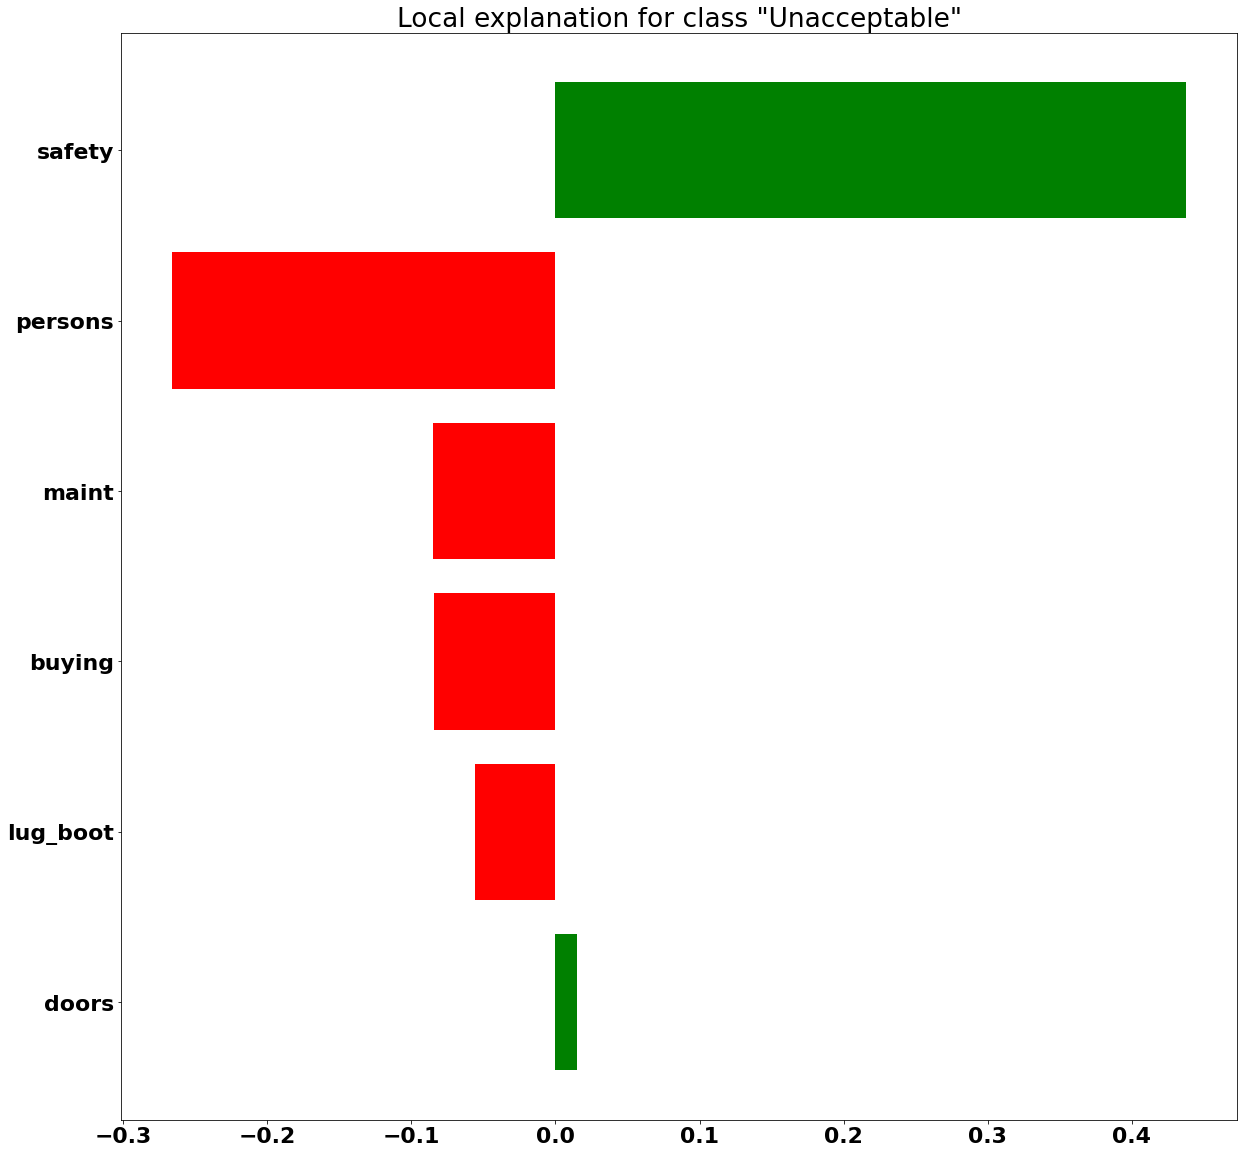 Local explanation for class "Unacceptable"
safety
persons
maint
buying
lug_boot
doors
−0.3 −0.2 −0.1 0.0 0.1 0.2 0.3 0.4